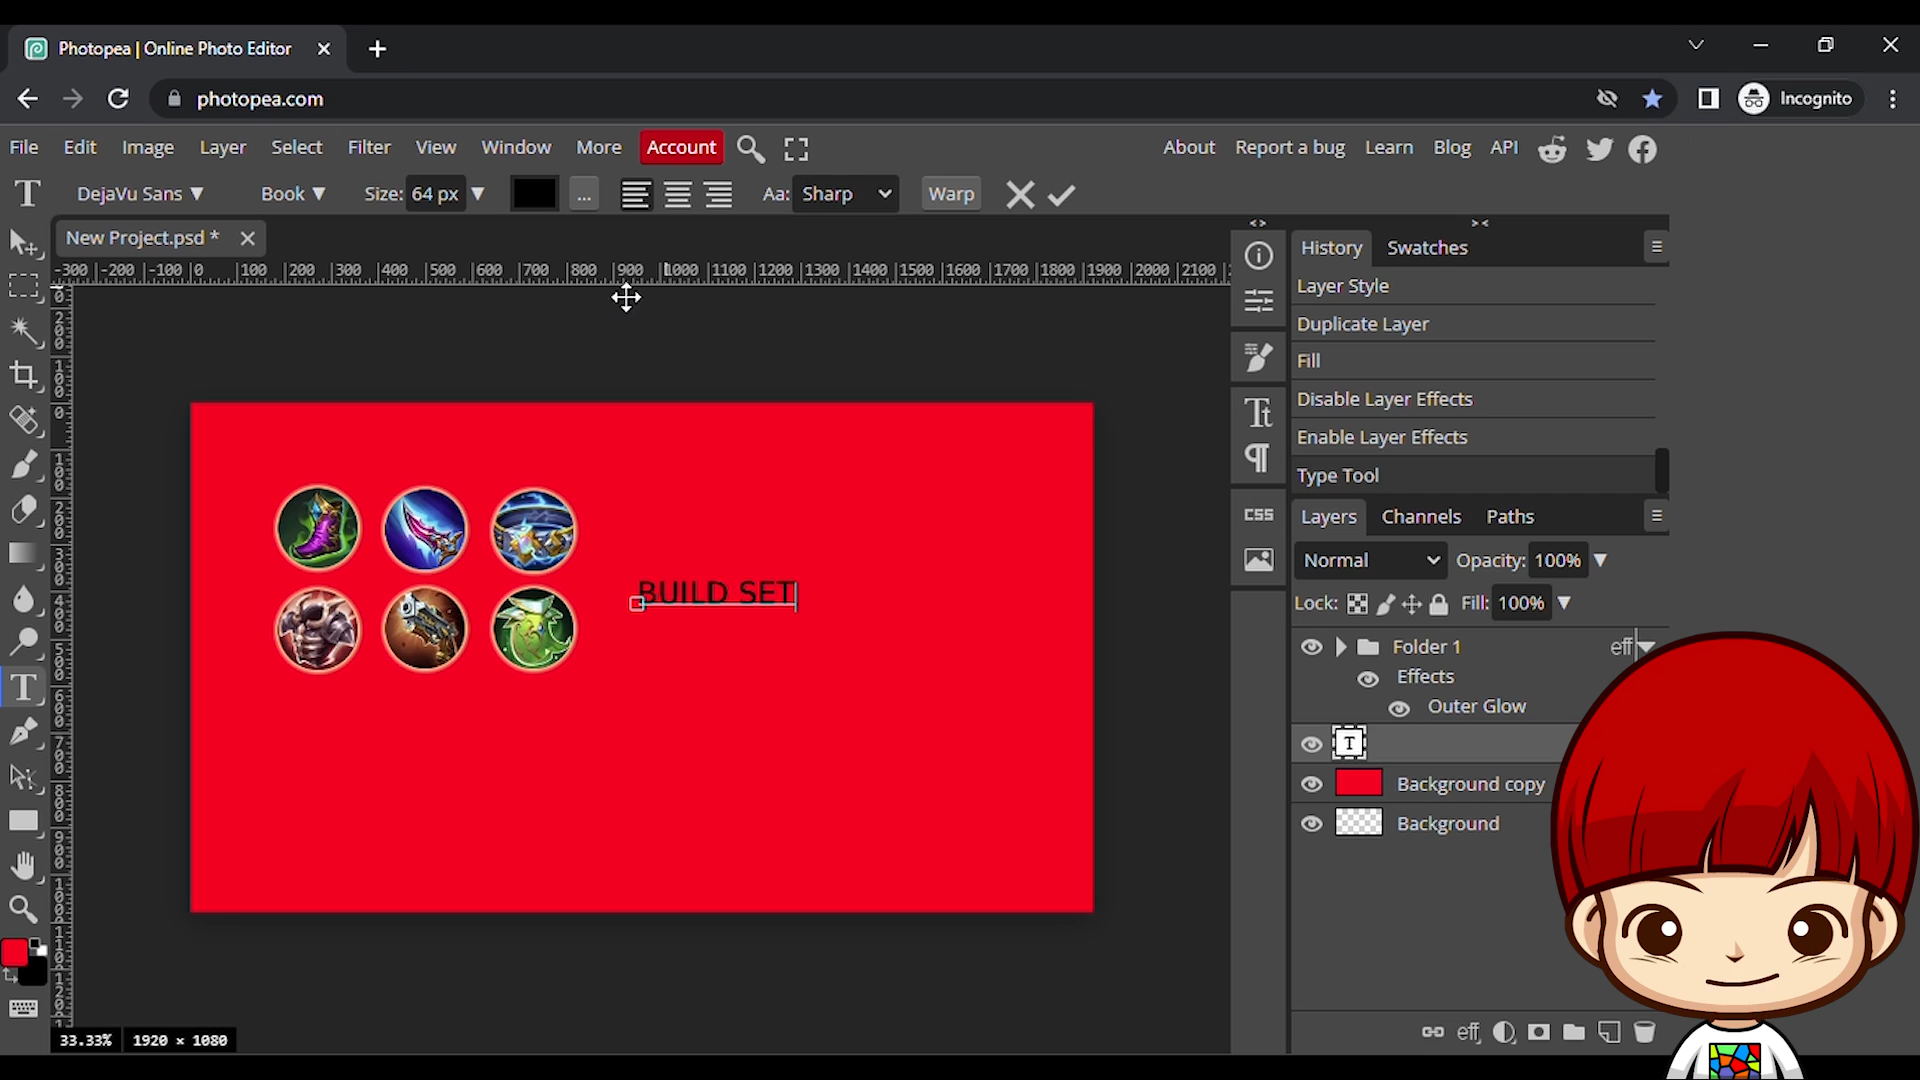 Photopea | Online Photo Editor
photopea.com
Incognito
File Edit Image Layer Select Filter View Window More Account
About Report a bug Learn Blog API
T DejaVu Sans Book Size: 64 px ... Aa: Sharp Warp
New Project.psd *
-300 -200 -100 0 100 200 300 400 500 600 700 800 900 1000 1100 1200 1300 1400 1500 1600 1700 1800 1900 2000 2100
History Swatches
Layer Style
Duplicate Layer
Fill
Disable Layer Effects
Enable Layer Effects
Type Tool
CSS
Layers Channels Paths
Normal Opacity: 100%
Lock: Fill: 100%
Folder 1 eff
Effects
Outer Glow
T
Background copy
Background
BUILD SET
33.33% 1920 × 1080
eff